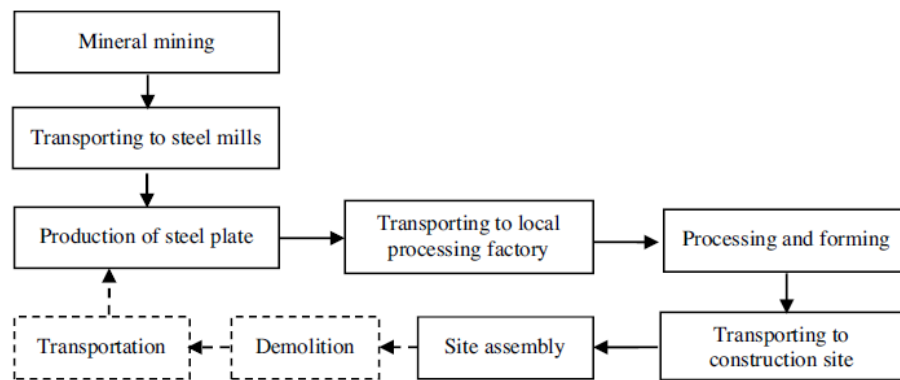 Mineral mining
Transporting to steel mills
Production of steel plate
Transporting to local
processing factory
Processing and forming
Transporting to
construction site
Site assembly
Demolition
Transportation